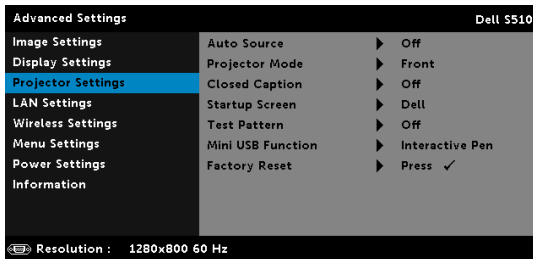 Advanced Settings Dell S510
Image Settings Auto Source Off
Display Settings Projector Mode Front
Projector Settings Closed Caption Off
LAN Settings Startup Screen Dell
Wireless Settings Test Pattern Off
Menu Settings Mini USB Function Interactive Pen
Power Settings Factory Reset Press ✓
Information
Resolution : 1280x800 60 Hz